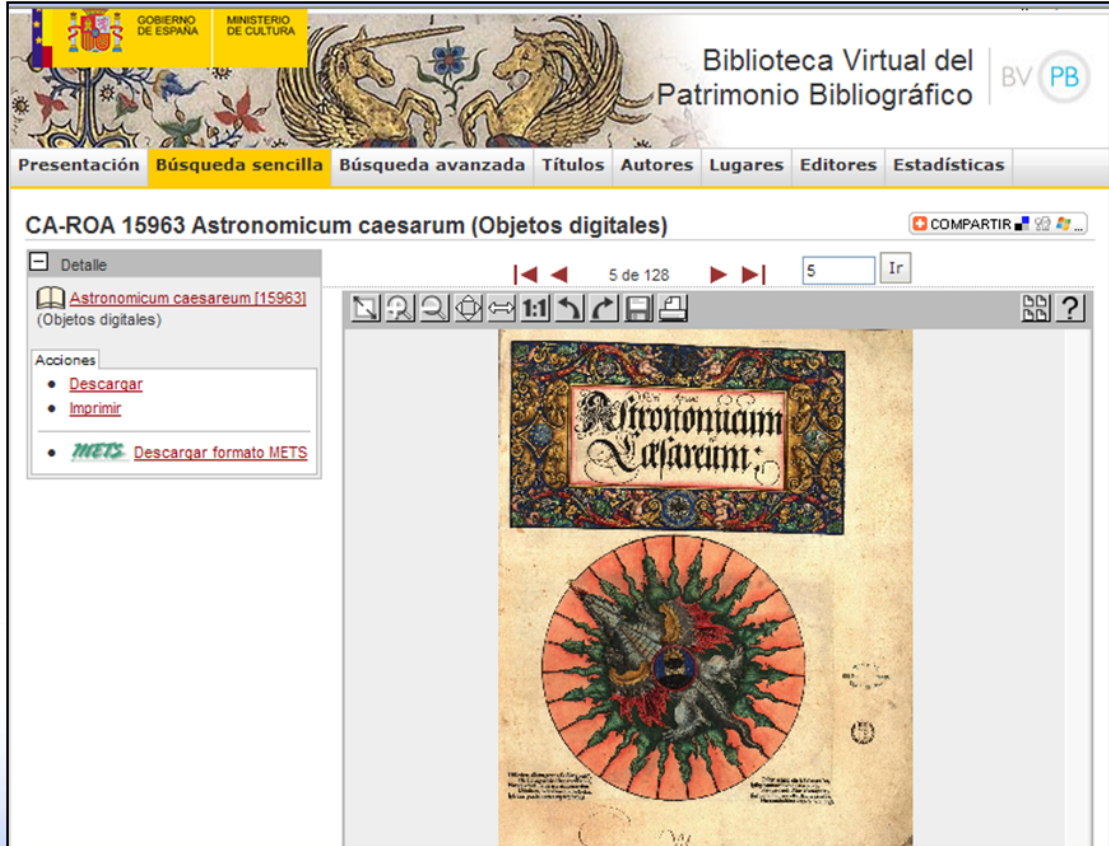 GOBIERNO
DE ESPAÑA
MINISTERIO
DE CULTURA
Biblioteca Virtual del
Patrimonio Bibliográfico
BV PB
Presentación Búsqueda sencilla Búsqueda avanzada Títulos Autores Lugares Editores Estadísticas
CA-ROA 15963 Astronomicum caesarum (Objetos digitales)
COMPARTIR ...
Detalle
5 de 128
5
Ir
Astronomicum caesareum [15963]
(Objetos digitales)
1:1
?
Acciones
Descargar
Imprimir
METS Descargar formato METS
Astronomicum
Cæsareum